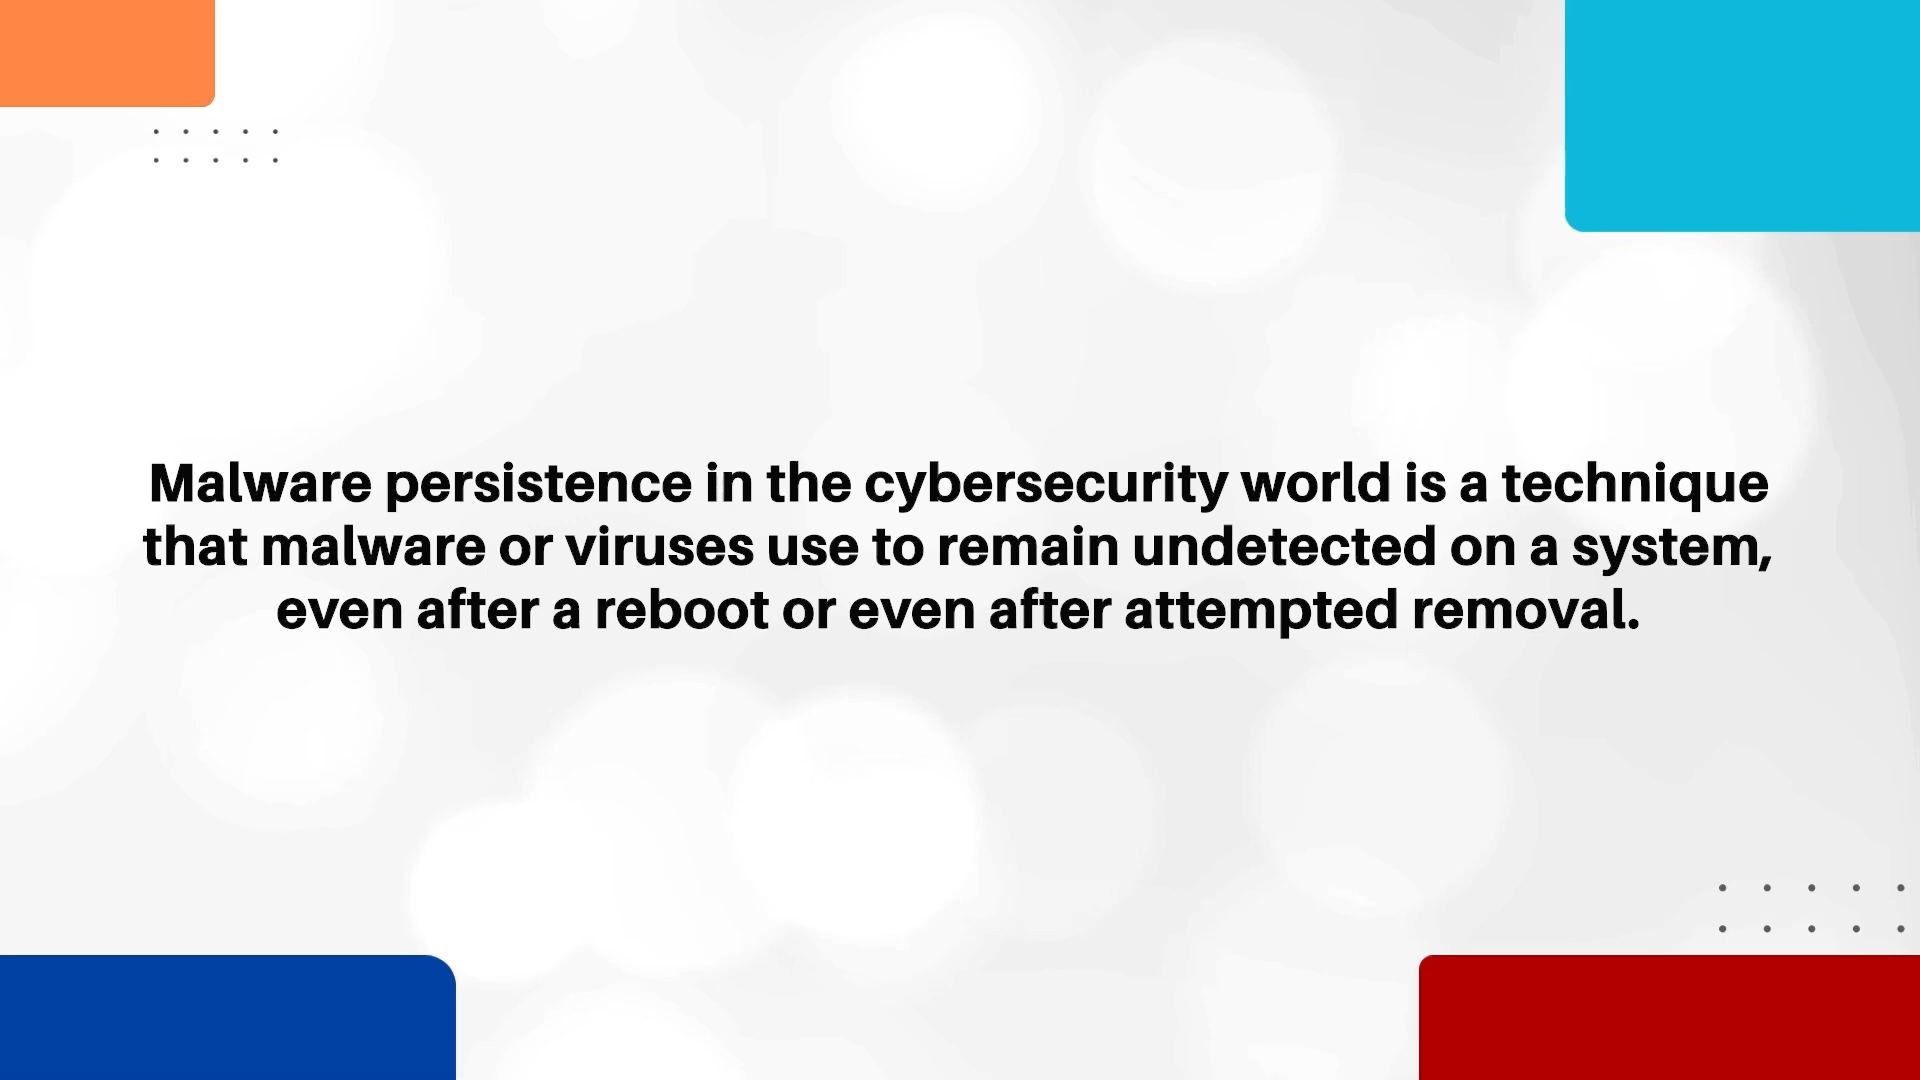 Malware persistence in the cybersecurity world is a technique
that malware or viruses use to remain undetected on a system,
even after a reboot or even after attempted removal.